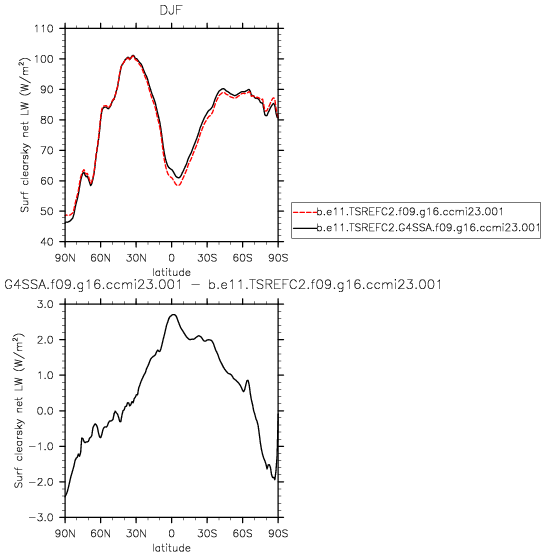 DJF
Surf clearsky net LW (W/m²)
110
100
90
80
70
60
50
40
90N 60N 30N 0 30S 60S 90S
latitude
b.e11.TSREFC2.f09.g16.ccmi23.001
b.e11.TSREFC2.G4SSA.f09.g16.ccmi23.001
G4SSA.f09.g16.ccmi23.001 - b.e11.TSREFC2.f09.g16.ccmi23.001
Surf clearsky net LW (W/m²)
3.0
2.0
1.0
0.0
-1.0
-2.0
-3.0
90N 60N 30N 0 30S 60S 90S
latitude